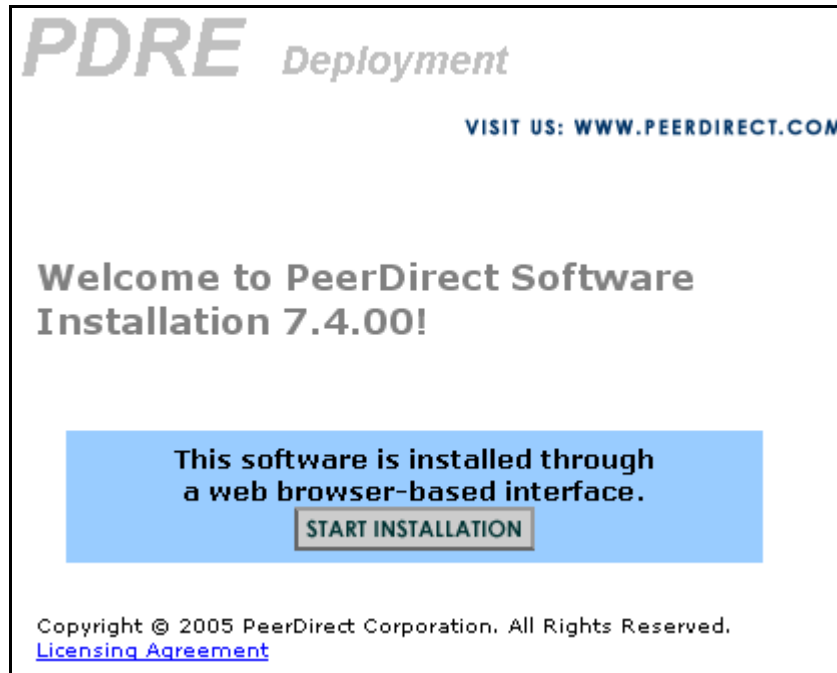 PDRE Deployment
VISIT US: WWW.PEERDIRECT.COM
Welcome to PeerDirect Software
Installation 7.4.00!
This software is installed through
a web browser-based interface.
START INSTALLATION
Copyright © 2005 PeerDirect Corporation. All Rights Reserved.
Licensing Agreement